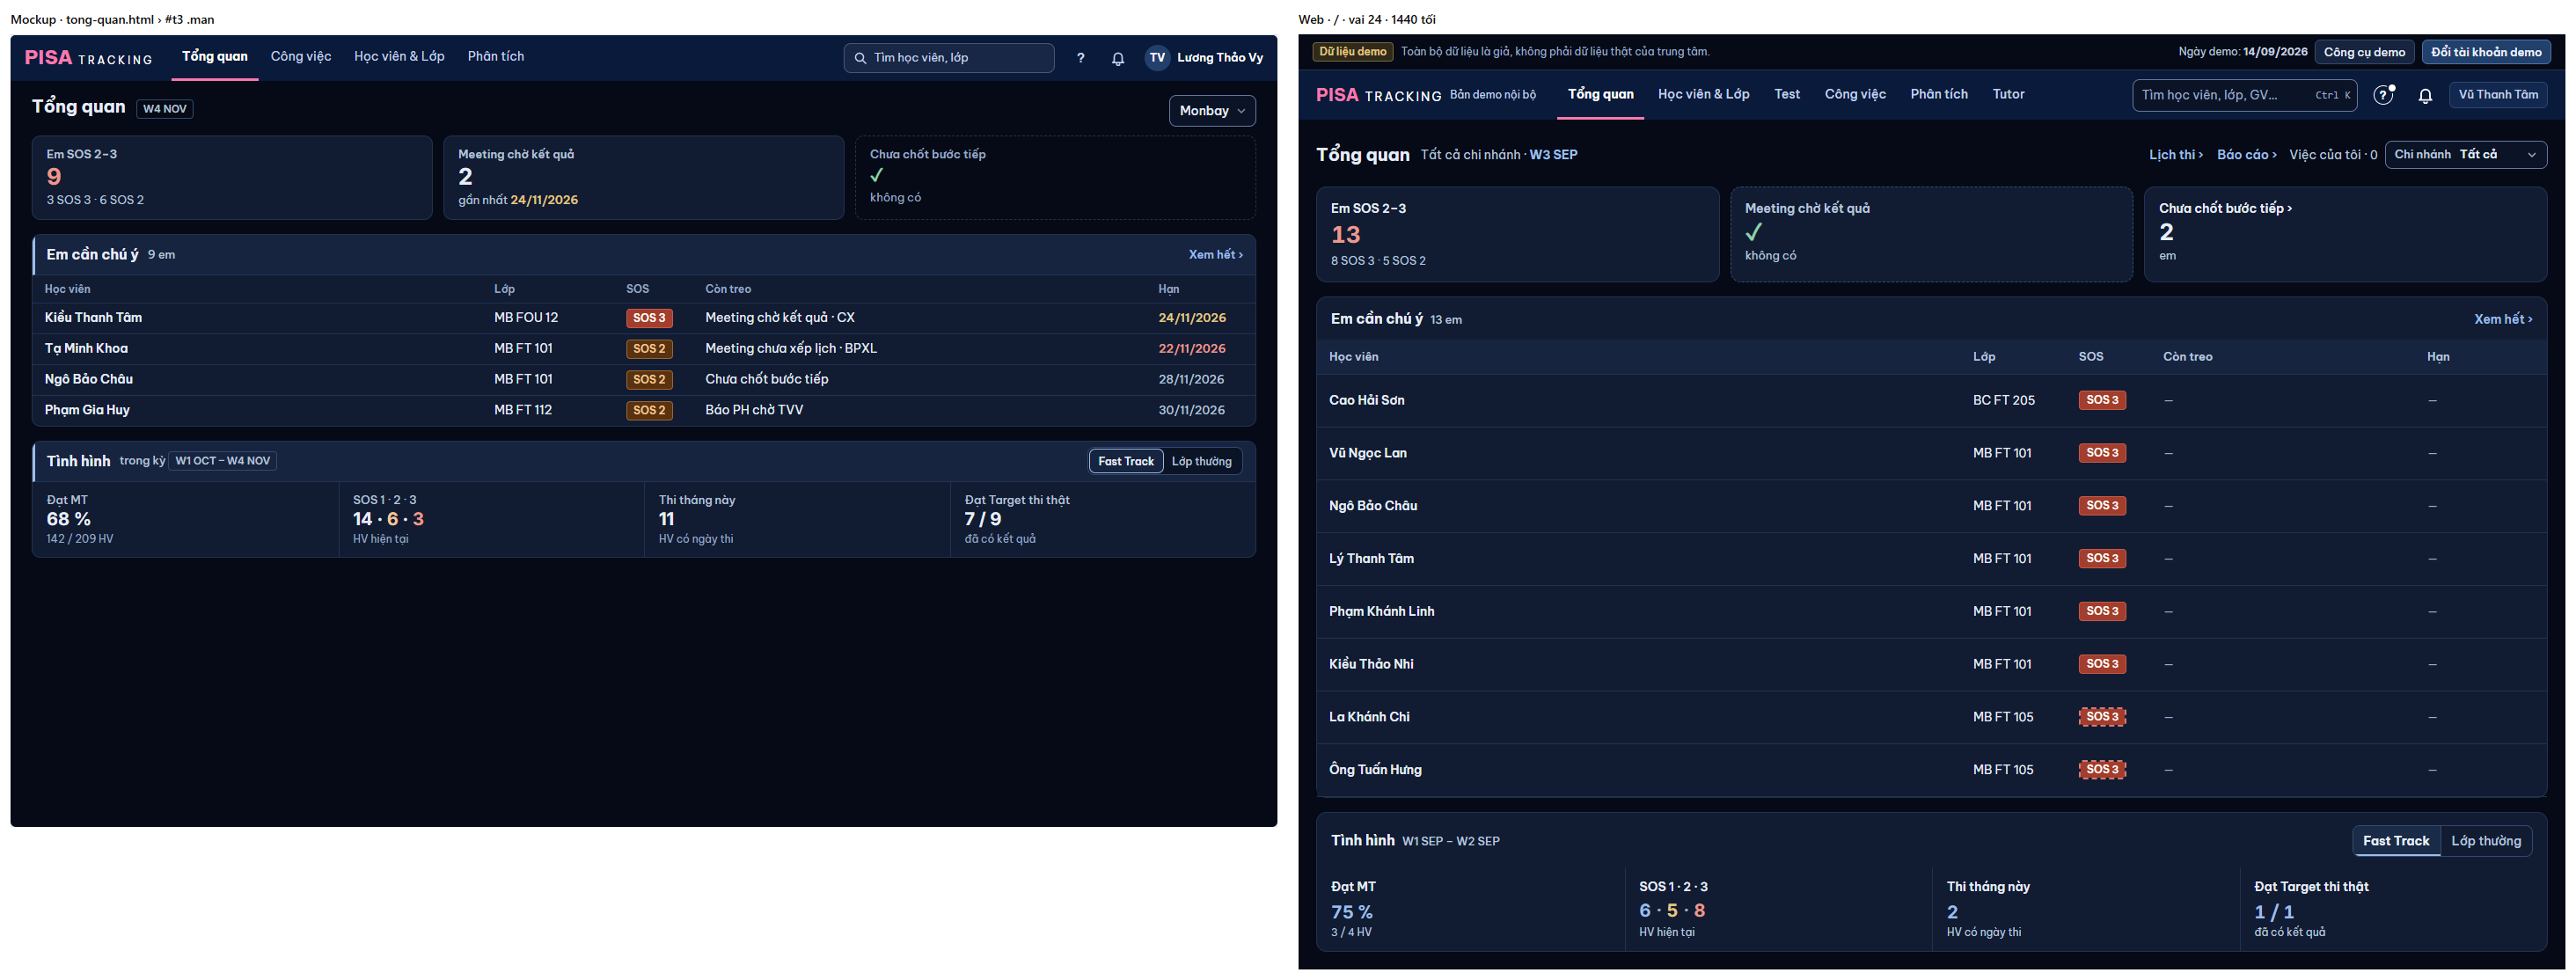 Mockup · tong-quan.html › #t3 .man
PISA TRACKING Tổng quan Công việc Học viên & Lớp Phân tích Tìm học viên, lớp ? TV Lương Thảo Vy
Tổng quan W4 NOV Monbay
Em SOS 2–3 Meeting chờ kết quả Chưa chốt bước tiếp
9 2 ✓
3 SOS 3 · 6 SOS 2 gần nhất 24/11/2026 không có
Em cần chú ý 9 em Xem hết ›
Học viên Lớp SOS Còn treo Hạn
Kiều Thanh Tâm MB FOU 12 SOS 3 Meeting chờ kết quả · CX 24/11/2026
Tạ Minh Khoa MB FT 101 SOS 2 Meeting chưa xếp lịch · BPXL 22/11/2026
Ngô Bảo Châu MB FT 101 SOS 2 Chưa chốt bước tiếp 28/11/2026
Phạm Gia Huy MB FT 112 SOS 2 Báo PH chờ TVV 30/11/2026
Tình hình trong kỳ W1 OCT – W4 NOV Fast Track Lớp thường
Đạt MT SOS 1 · 2 · 3 Thi tháng này Đạt Target thi thật
68 % 14 · 6 · 3 11 7 / 9
142 / 209 HV HV hiện tại HV có ngày thi đã có kết quả
Web · / · vai 24 · 1440 tối
Dữ liệu demo Toàn bộ dữ liệu là giả, không phải dữ liệu thật của trung tâm. Ngày demo: 14/09/2026 Công cụ demo Đổi tài khoản demo
PISA TRACKING Bản demo nội bộ Tổng quan Học viên & Lớp Test Công việc Phân tích Tutor Tìm học viên, lớp, GV... Ctrl K ? Vũ Thanh Tâm
Tổng quan Tất cả chi nhánh · W3 SEP Lịch thi › Báo cáo › Việc của tôi · 0 Chi nhánh Tất cả
Em SOS 2–3 Meeting chờ kết quả Chưa chốt bước tiếp ›
13 ✓ 2
8 SOS 3 · 5 SOS 2 không có em
Em cần chú ý 13 em Xem hết ›
Học viên Lớp SOS Còn treo Hạn
Cao Hải Sơn BC FT 205 SOS 3 — —
Vũ Ngọc Lan MB FT 101 SOS 3 — —
Ngô Bảo Châu MB FT 101 SOS 3 — —
Lý Thanh Tâm MB FT 101 SOS 3 — —
Phạm Khánh Linh MB FT 101 SOS 3 — —
Kiều Thảo Nhi MB FT 101 SOS 3 — —
La Khánh Chi MB FT 105 SOS 3 — —
Ông Tuấn Hưng MB FT 105 SOS 3 — —
Tình hình W1 SEP – W2 SEP Fast Track Lớp thường
Đạt MT SOS 1 · 2 · 3 Thi tháng này Đạt Target thi thật
75 % 6 · 5 · 8 2 1 / 1
3 / 4 HV HV hiện tại HV có ngày thi đã có kết quả